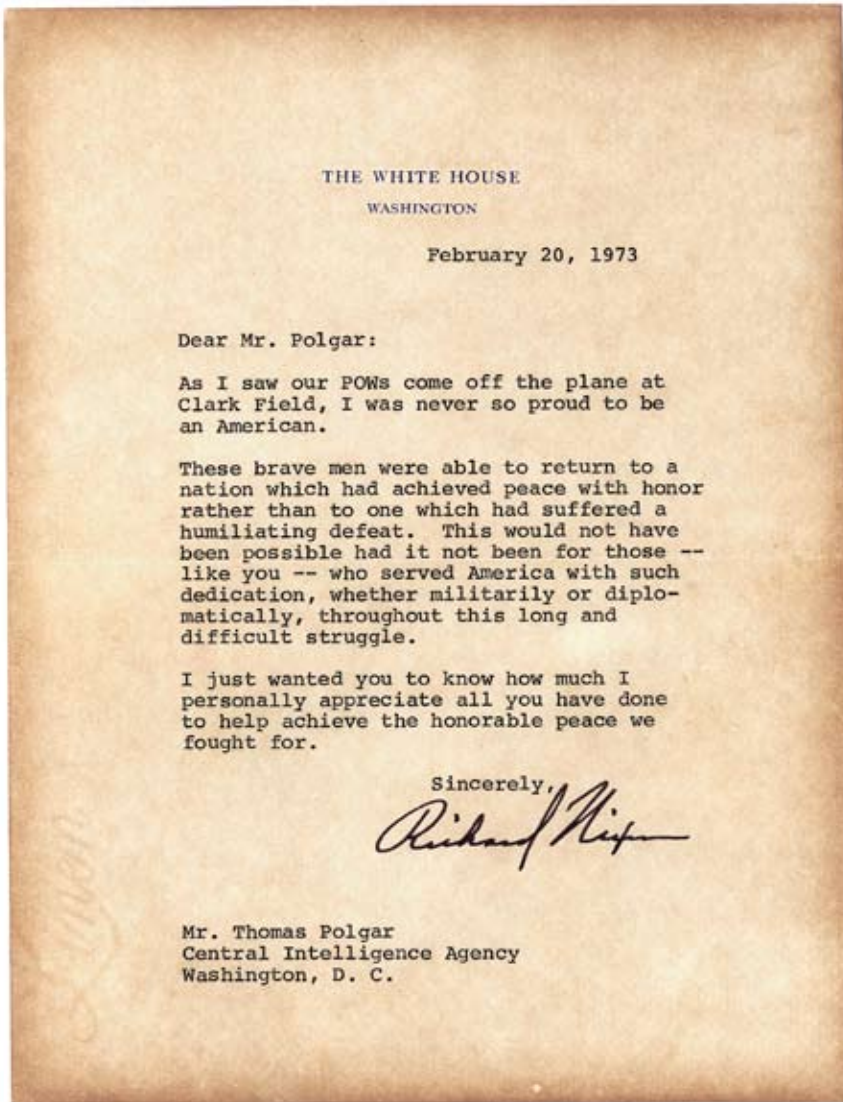 THE WHITE HOUSE
WASHINGTON
February 20, 1973
Dear Mr. Polgar:
As I saw our POWs come off the plane at
Clark Field, I was never so proud to be
an American.
These brave men were able to return to a
nation which had achieved peace with honor
rather than to one which had suffered a
humiliating defeat.  This would not have
been possible had it not been for those --
like you -- who served America with such
dedication, whether militarily or diplo-
matically, throughout this long and
difficult struggle.
I just wanted you to know how much I
personally appreciate all you have done
to help achieve the honorable peace we
fought for.
Sincerely,
Richard Nixon
Mr. Thomas Polgar
Central Intelligence Agency
Washington, D. C.